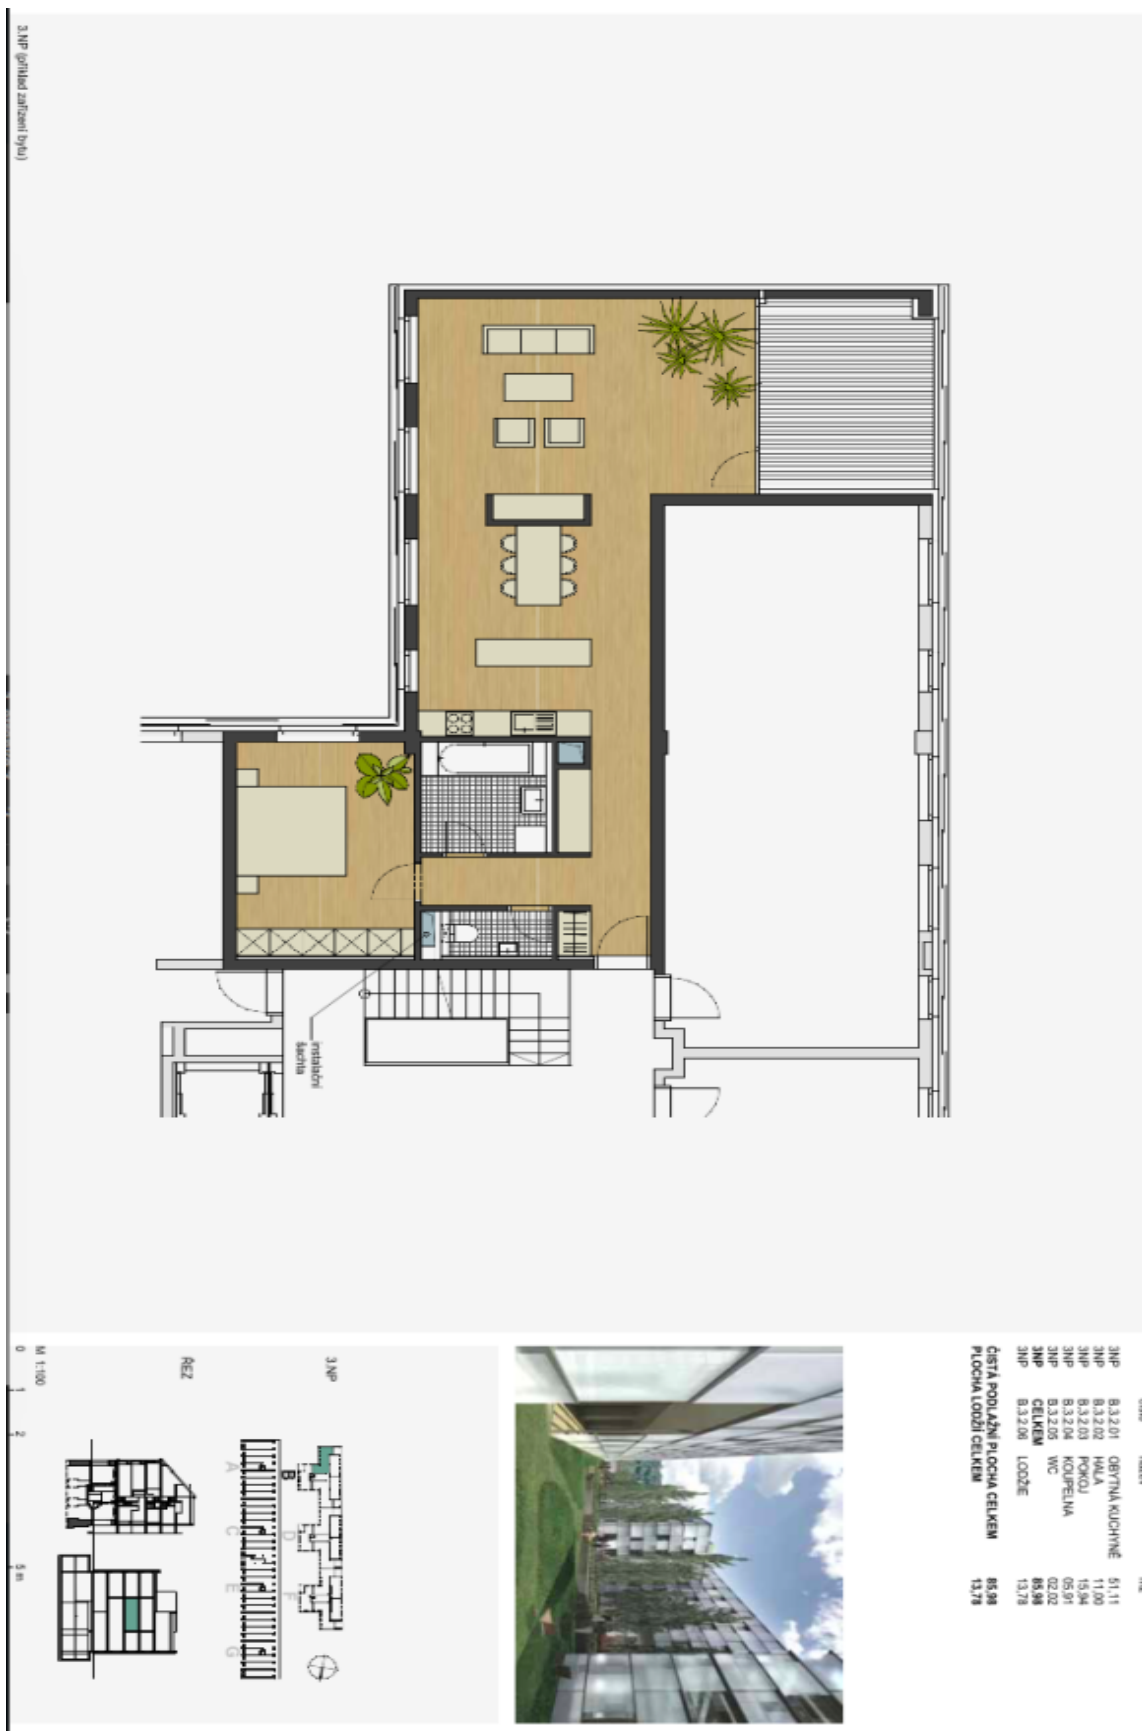 3NP B.3.2.01 OBYTNÁ KUCHYNĚ 51,11
3NP B.3.2.02 HALA 11,00
3NP B.3.2.03 POKOJ 15,94
3NP B.3.2.04 KOUPELNA 05,91
3NP B.3.2.05 WC 02,02
3NP CELKEM 85,98
3NP B.3.2.06 LODŽIE 13,78
ČISTÁ PODLAŽNÍ PLOCHA CELKEM 85,98
PLOCHA LODŽIÍ CELKEM 13,78
instalační
šachta
3.NP
A
B
C
D
E
F
G
ŘEZ
M 1:100
0 1 2 5 m
3.NP (příklad zařízení bytu)